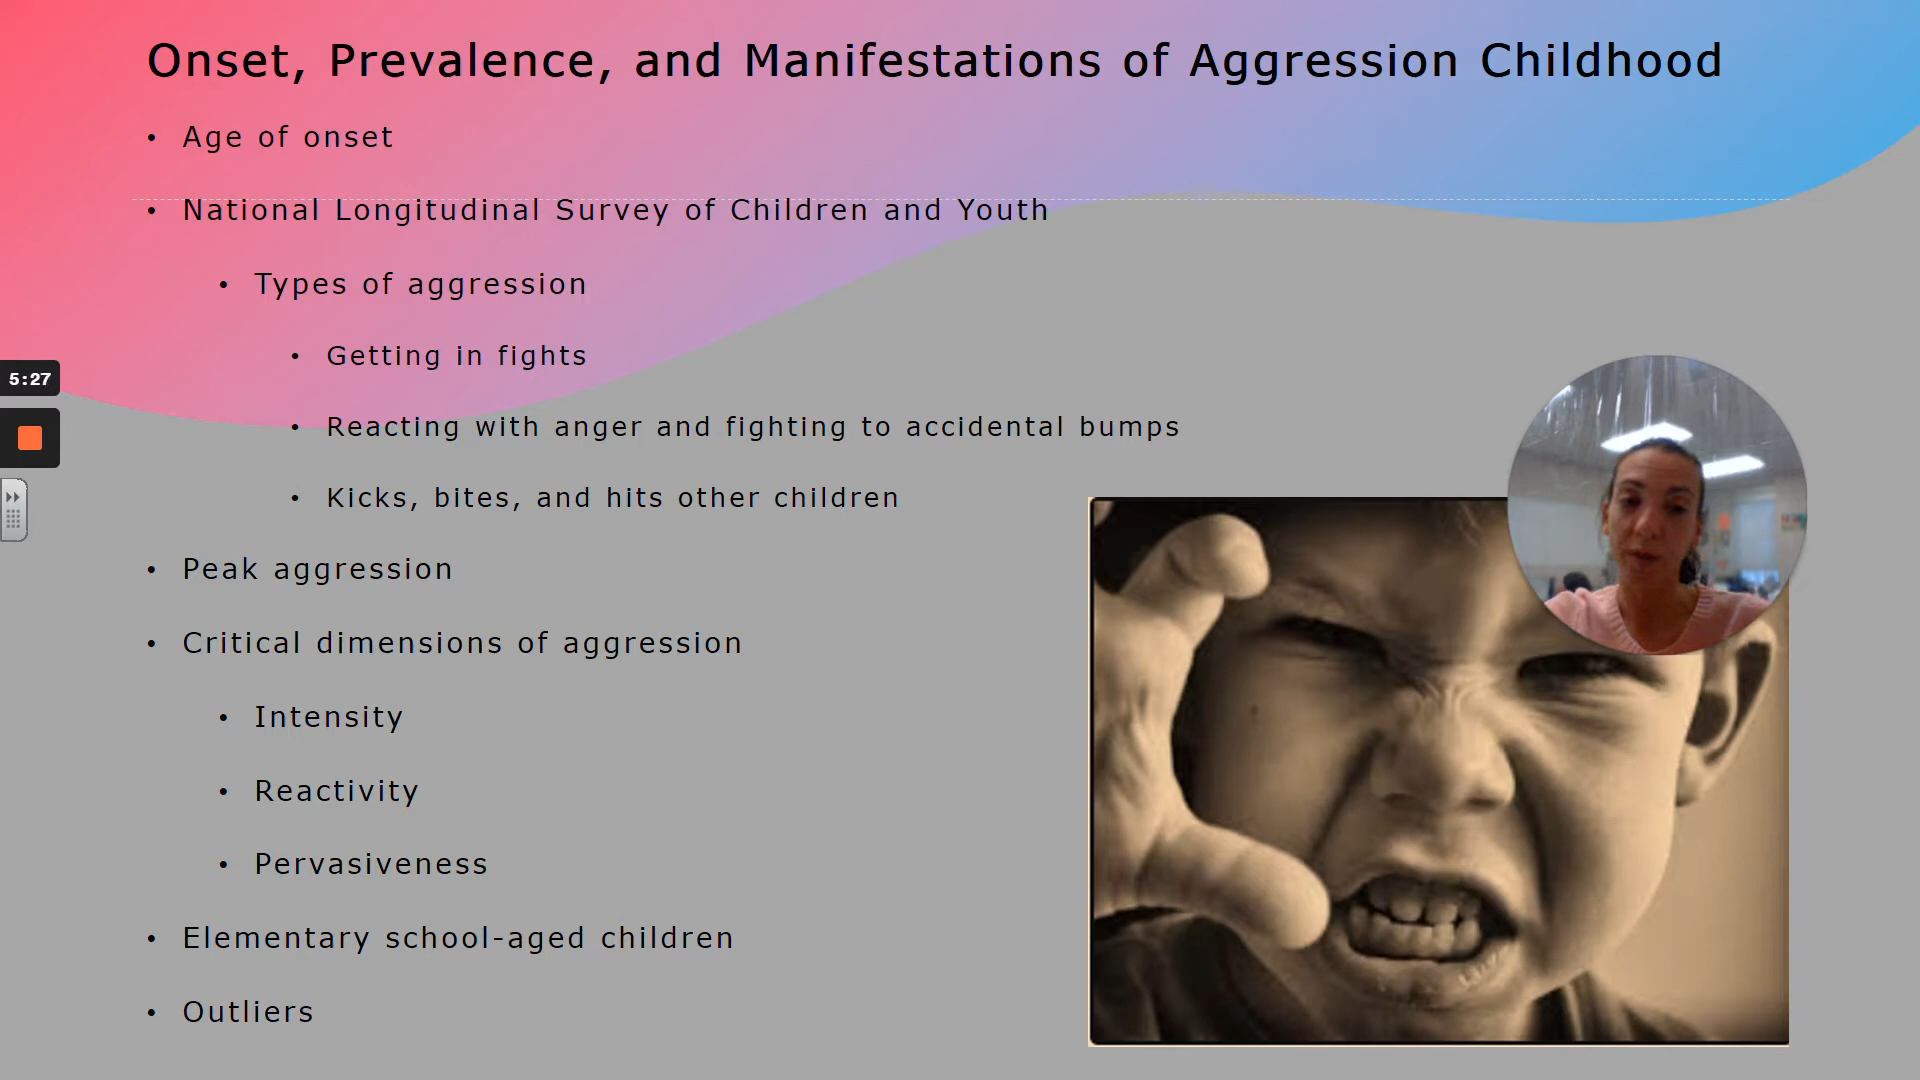 Onset, Prevalence, and Manifestations of Aggression Childhood
• Age of onset
• National Longitudinal Survey of Children and Youth
• Types of aggression
• Getting in fights
• Reacting with anger and fighting to accidental bumps
• Kicks, bites, and hits other children
• Peak aggression
• Critical dimensions of aggression
• Intensity
• Reactivity
• Pervasiveness
• Elementary school-aged children
• Outliers
5:27